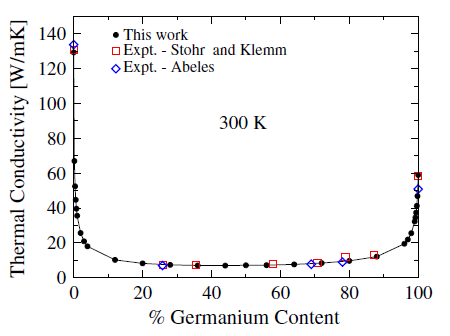 Thermal Conductivity [W/mK]
140
120
100
80
60
40
20
0
This work
Expt. - Stohr and Klemm
Expt. - Abeles
300 K
0 20 40 60 80 100
% Germanium Content